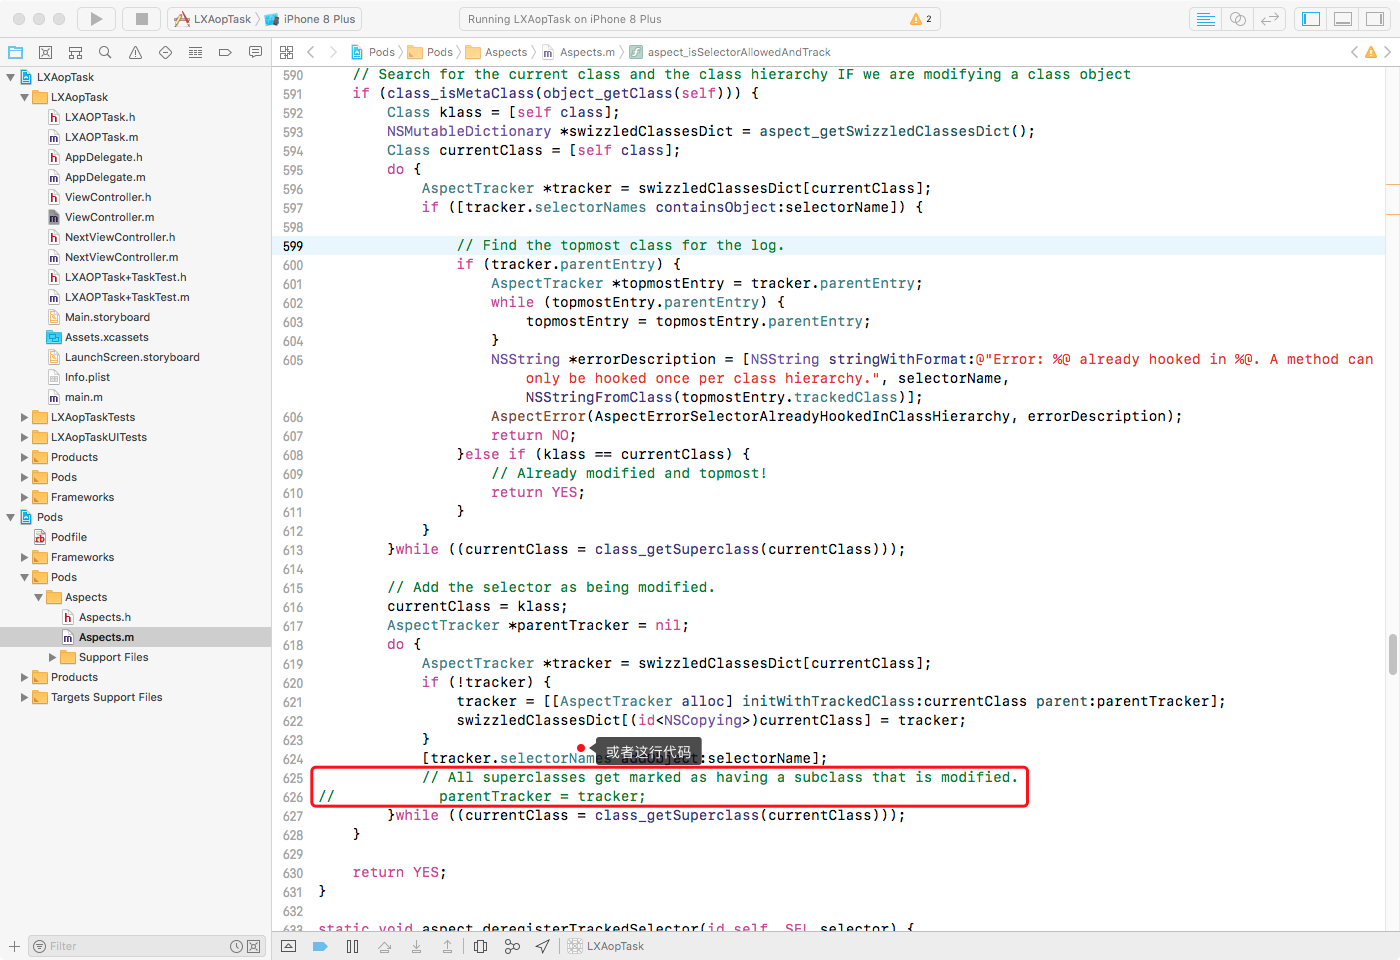 LXAopTask
iPhone 8 Plus
Running LXAopTask on iPhone 8 Plus
2
Pods
Pods
Aspects
Aspects.m
aspect_isSelectorAllowedAndTrack
LXAopTask
LXAopTask
LXAOPTask.h
LXAOPTask.m
AppDelegate.h
AppDelegate.m
ViewController.h
ViewController.m
NextViewController.h
NextViewController.m
LXAOPTask+TaskTest.h
LXAOPTask+TaskTest.m
Main.storyboard
Assets.xcassets
LaunchScreen.storyboard
Info.plist
main.m
LXAopTaskTests
LXAopTaskUITests
Products
Pods
Frameworks
Pods
Podfile
Frameworks
Pods
Aspects
Aspects.h
Aspects.m
Support Files
Products
Targets Support Files
Filter
590 // Search for the current class and the class hierarchy IF we are modifying a class object
591 if (class_isMetaClass(object_getClass(self))) {
592 Class klass = [self class];
593 NSMutableDictionary *swizzledClassesDict = aspect_getSwizzledClassesDict();
594 Class currentClass = [self class];
595 do {
596 AspectTracker *tracker = swizzledClassesDict[currentClass];
597 if ([tracker.selectorNames containsObject:selectorName]) {
598
599 // Find the topmost class for the log.
600 if (tracker.parentEntry) {
601 AspectTracker *topmostEntry = tracker.parentEntry;
602 while (topmostEntry.parentEntry) {
603 topmostEntry = topmostEntry.parentEntry;
604 }
605 NSString *errorDescription = [NSString stringWithFormat:@"Error: %@ already hooked in %@. A method can
only be hooked once per class hierarchy.", selectorName,
NSStringFromClass(topmostEntry.trackedClass)];
606 AspectError(AspectErrorSelectorAlreadyHookedInClassHierarchy, errorDescription);
607 return NO;
608 }else if (klass == currentClass) {
609 // Already modified and topmost!
610 return YES;
611 }
612 }
613 }while ((currentClass = class_getSuperclass(currentClass)));
614
615 // Add the selector as being modified.
616 currentClass = klass;
617 AspectTracker *parentTracker = nil;
618 do {
619 AspectTracker *tracker = swizzledClassesDict[currentClass];
620 if (!tracker) {
621 tracker = [[AspectTracker alloc] initWithTrackedClass:currentClass parent:parentTracker];
622 swizzledClassesDict[(id<NSCopying>)currentClass] = tracker;
623 }
或者这行代码
624 [tracker.selectorNames addObject:selectorName];
625 // All superclasses get marked as having a subclass that is modified.
626 // parentTracker = tracker;
627 }while ((currentClass = class_getSuperclass(currentClass)));
628 }
629
630 return YES;
631 }
632
633 static void aspect_deregisterTrackedSelector(id self, SEL selector) {
LXAopTask